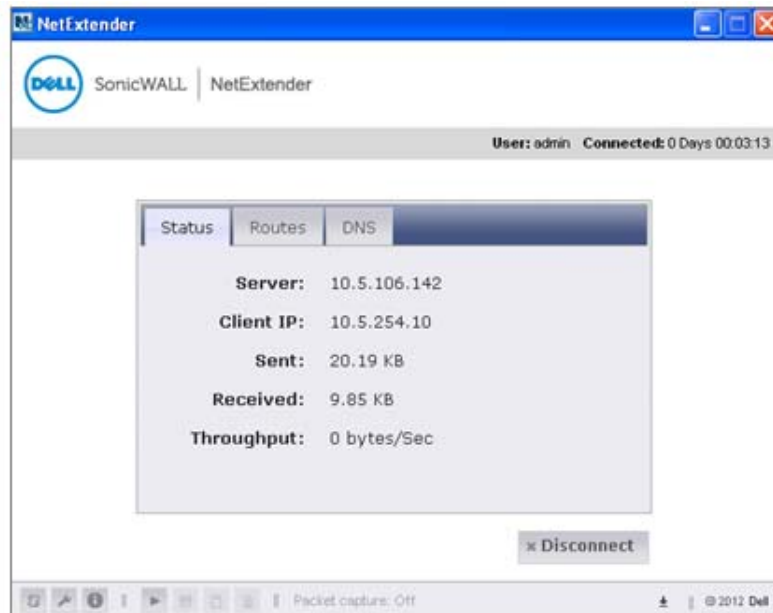 NetExtender
DELL SonicWALL | NetExtender
User: admin Connected: 0 Days 00:03:13
Status Routes DNS
Server: 10.5.106.142
Client IP: 10.5.254.10
Sent: 20.19 KB
Received: 9.85 KB
Throughput: 0 bytes/Sec
× Disconnect
Packet capture: Off
© 2012 Dell